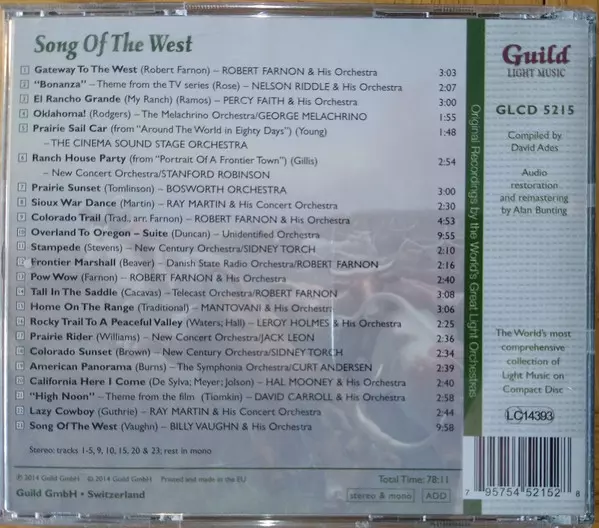 Song Of The West
1 Gateway To The West (Robert Farnon) – ROBERT FARNON & His Orchestra 3:03
2 "Bonanza" – Theme from the TV series (Rose) – NELSON RIDDLE & His Orchestra 2:07
3 El Rancho Grande (My Ranch) (Ramos) – PERCY FAITH & His Orchestra 3:00
4 Oklahoma! (Rodgers) – The Melachrino Orchestra/GEORGE MELACHRINO 1:55
5 Prairie Sail Car (from "Around The World in Eighty Days") (Young) 1:48
– THE CINEMA SOUND STAGE ORCHESTRA
6 Ranch House Party (from "Portrait Of A Frontier Town") (Gillis) 2:54
– New Concert Orchestra/STANFORD ROBINSON
7 Prairie Sunset (Tomlinson) – BOSWORTH ORCHESTRA 3:00
8 Sioux War Dance (Martin) – RAY MARTIN & His Concert Orchestra 2:30
9 Colorado Trail (Trad., arr. Farnon) – ROBERT FARNON & His Orchestra 4:53
10 Overland To Oregon – Suite (Duncan) – Unidentified Orchestra 9:55
11 Stampede (Stevens) – New Century Orchestra/SIDNEY TORCH 2:10
12 Frontier Marshall (Beaver) – Danish State Radio Orchestra/ROBERT FARNON 2:16
13 Pow Wow (Farnon) – ROBERT FARNON & His Orchestra 2:40
14 Tall In The Saddle (Cacavas) – Telecast Orchestra/ROBERT FARNON 3:08
15 Home On The Range (Traditional) – MANTOVANI & His Orchestra 3:06
16 Rocky Trail To A Peaceful Valley (Waters; Hall) – LEROY HOLMES & His Orchestra 2:25
17 Prairie Rider (Williams) – New Concert Orchestra/JACK LEON 2:36
18 Colorado Sunset (Brown) – New Century Orchestra/SIDNEY TORCH 2:34
19 American Panorama (Burns) – The Symphonia Orchestra/CURT ANDERSEN 2:39
20 California Here I Come (De Sylva; Meyer; Jolson) – HAL MOONEY & His Orchestra 2:40
21 "High Noon" – Theme from the film (Tiomkin) – DAVID CARROLL & His Orchestra 2:58
22 Lazy Cowboy (Guthrie) – RAY MARTIN & His Concert Orchestra 2:44
23 Song Of The West (Vaughn) – BILLY VAUGHN & His Orchestra 9:58
Stereo: tracks 1-5, 9, 10, 15, 20 & 23; rest in mono
℗ 2014 Guild GmbH © 2014 Guild GmbH Printed and made in the EU
Total Time: 78:11
Guild GmbH • Switzerland
stereo & mono
ADD
Original Recordings by the World's Great Light Orchestras
Guild
LIGHT MUSIC
GLCD 5215
Compiled by
David Ades
Audio
restoration
and remastering
by Alan Bunting
The World's most
comprehensive
collection of
Light Music on
Compact Disc
LC14393
7 95754 52152 8